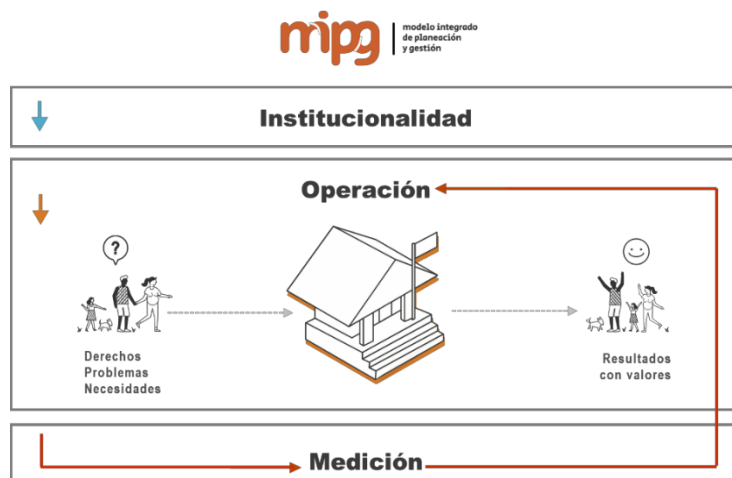 mipg
modelo integrado
de planeación
y gestión
Institucionalidad
Operación
?
Derechos
Problemas
Necesidades
Resultados
con valores
Medición